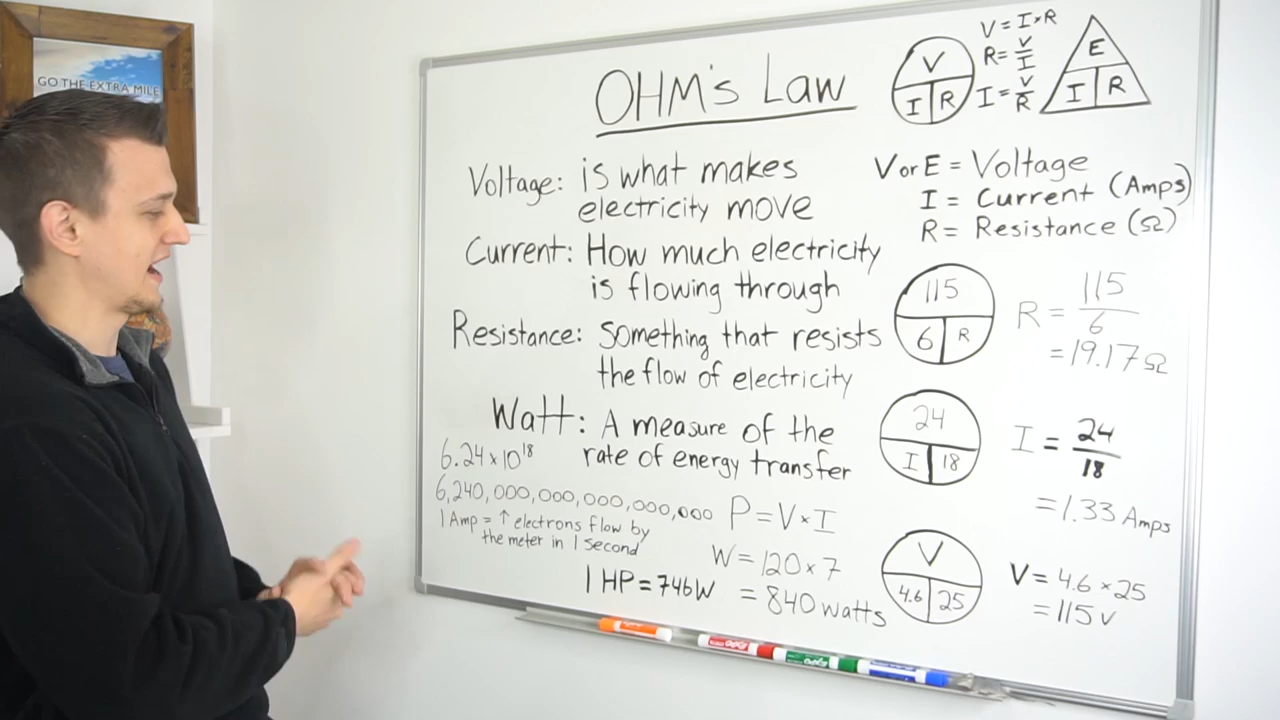 GO THE EXTRA MILE
OHM's Law
V
I R
V = I × R
R = V/I
I = V/R
E
I R
Voltage: is what makes
electricity move
Current: How much electricity
is flowing through
Resistance: Something that resists
the flow of electricity
Watt: A measure of the
rate of energy transfer
6.24 × 10¹⁸
6,240,000,000,000,000,000
1 Amp = ↑ electrons flow by
the meter in 1 second
P = V × I
W = 120 × 7
= 840 watts
1 HP = 746W
V or E = Voltage
I = Current (Amps)
R = Resistance (Ω)
115
6 R
R = 115/6
= 19.17 Ω
24
I 18
I = 24/18
= 1.33 Amps
V
4.6 25
V = 4.6 × 25
= 115 V